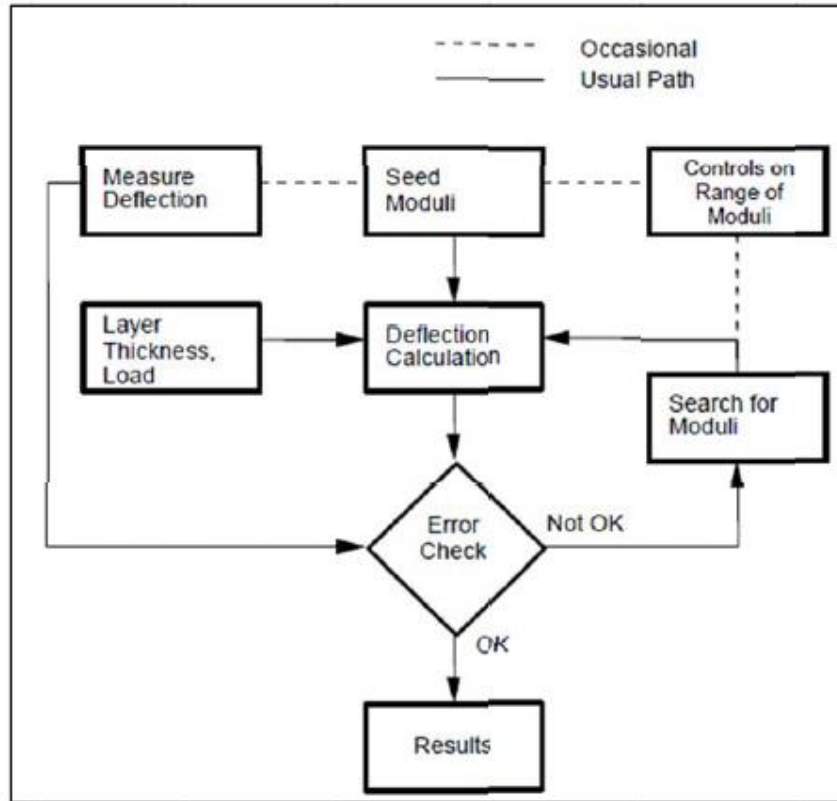 Occasional
Usual Path
Measure
Deflection
Seed
Moduli
Controls on
Range of
Moduli
Layer
Thickness,
Load
Deflection
Calculation
Search for
Moduli
Error
Check
Not OK
OK
Results